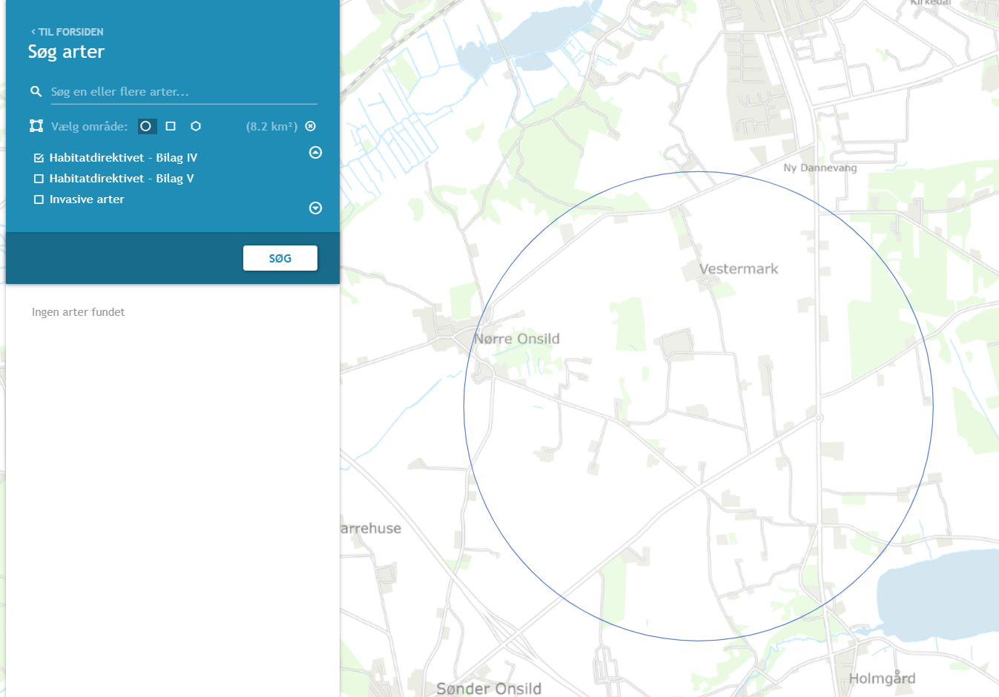 ‹ TIL FORSIDEN
Søg arter
Søg en eller flere arter...
Vælg område:
(8.2 km²)
Habitatdirektivet - Bilag IV
Habitatdirektivet - Bilag V
Invasive arter
SØG
Ingen arter fundet
Kirkedal
Ny Dannevang
Vestermark
Nørre Onsild
arrehuse
Holmgård
Sønder Onsild